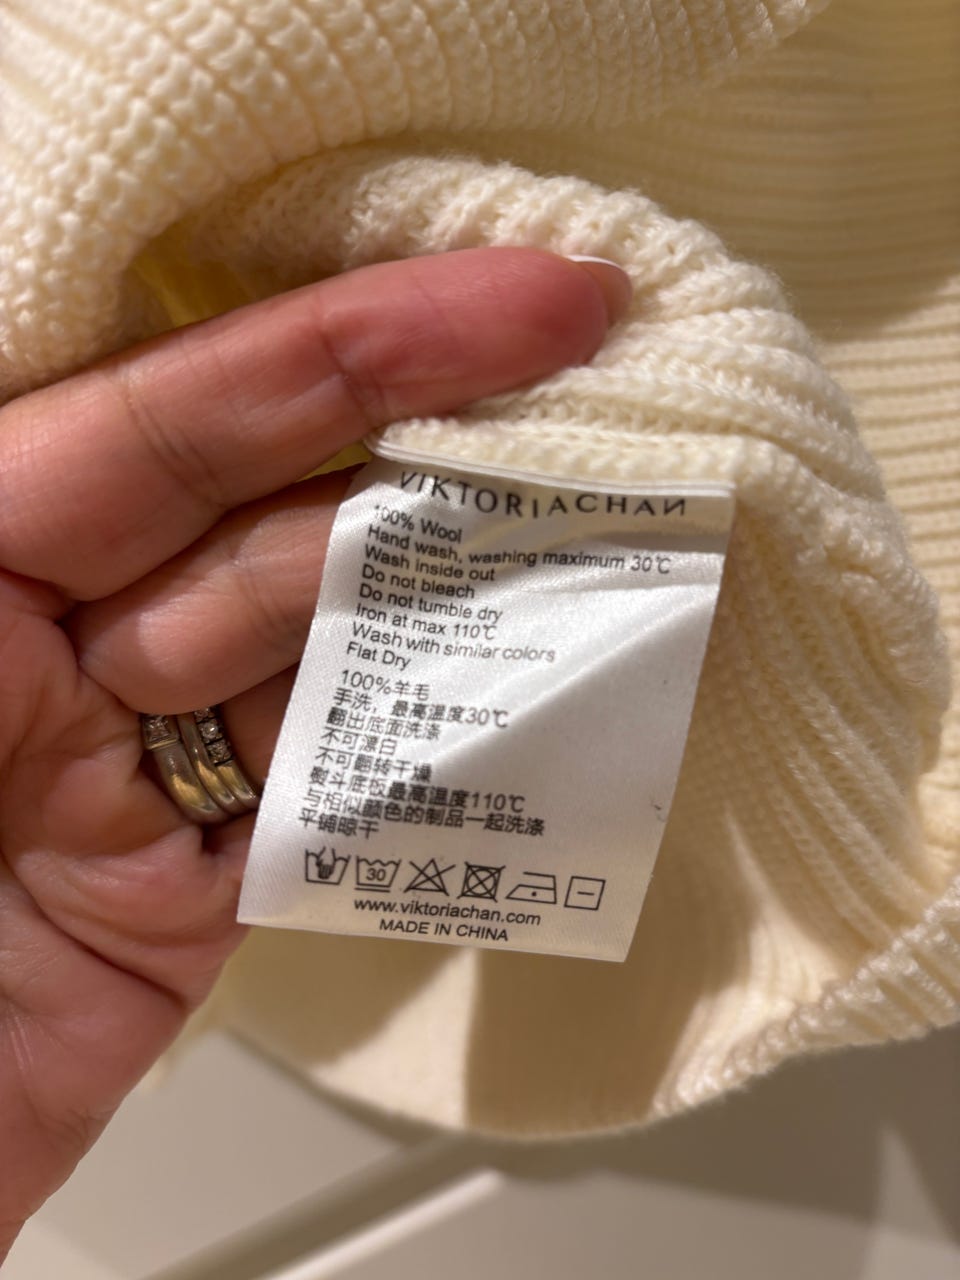 VIKTORIACHAN
100% Wool
Hand wash, washing maximum 30℃
Wash inside out
Do not bleach
Do not tumble dry
Iron at max 110℃
Wash with similar colors
Flat Dry
100%羊毛
手洗，最高温度30℃
翻出底面洗涤
不可漂白
不可翻转干燥
熨斗底板最高温度110℃
与相似颜色的制品一起洗涤
平铺晾干
30
www.viktoriachan.com
MADE IN CHINA